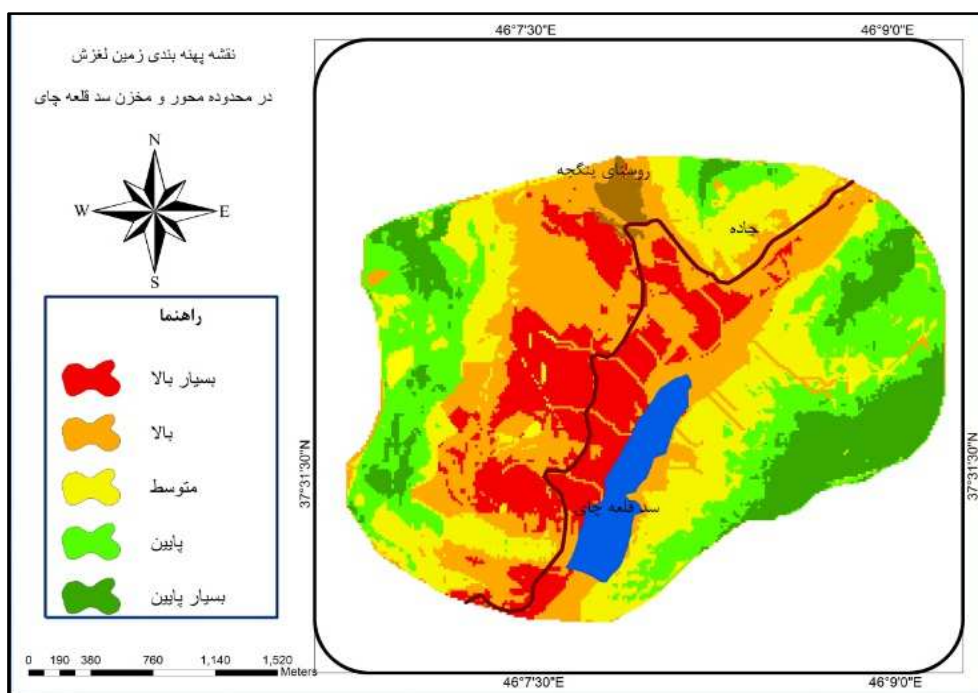 نقشه پهنه بندی زمین لغزش
در محدوده محور و مخزن سد قلعه چای
N
W E
S
راهنما
بسیار بالا
بالا
متوسط
پایین
بسیار پایین
0 190 380 760 1,140 1,520
Meters
46°7'30"E 46°9'0"E
روستای ینگجه
جاده
37°31'30"N 37°31'30"N
سد قلعه چای
46°7'30"E 46°9'0"E